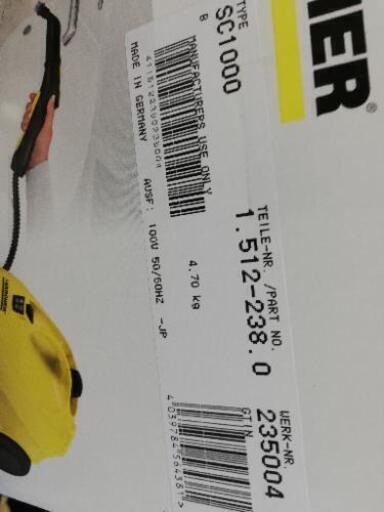 TYPE
SC1000
B
TEILE-NR /PART NO.
1.512-238.0
WERK-NR.
235004
MANUFACTURERS USE ONLY
GTIN
MADE IN GERMANY
4.70 kg
AUSF: 100V 50/60HZ -JP
HER®